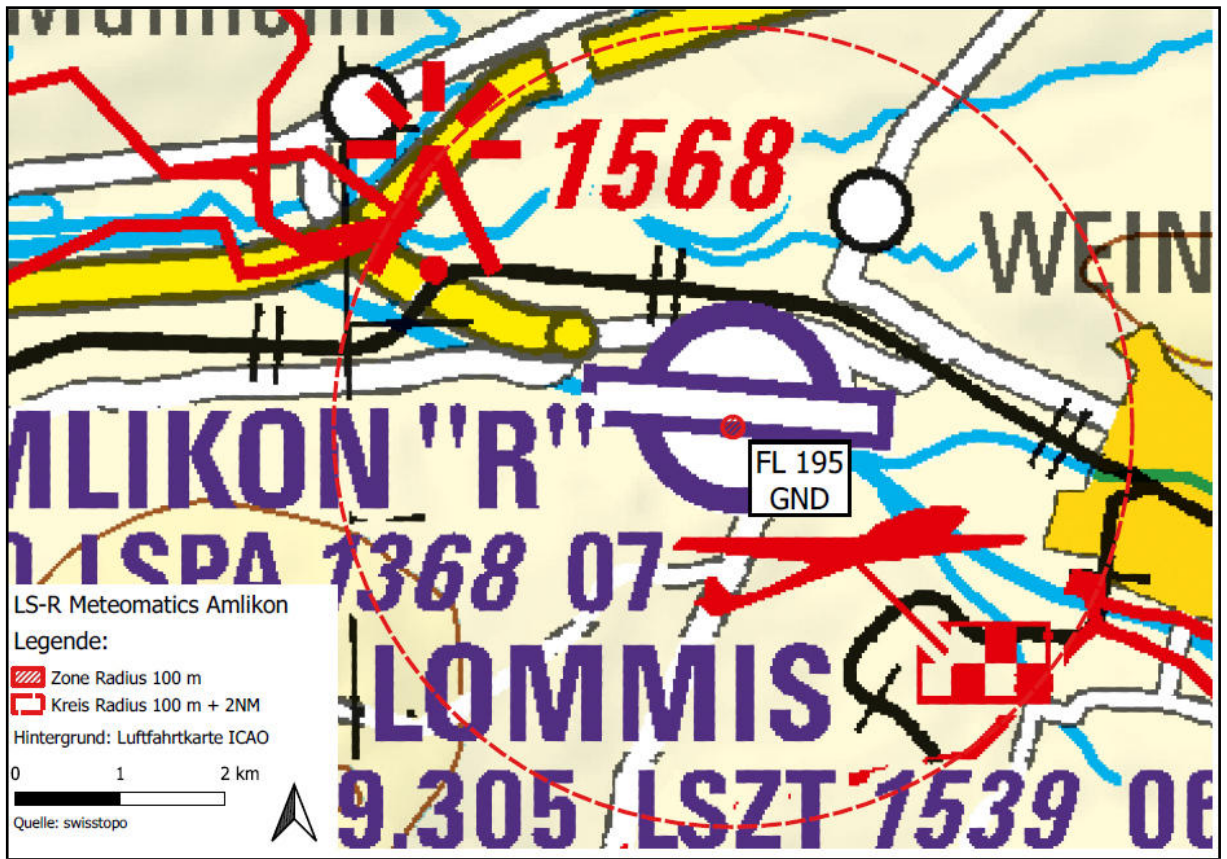 1568
WEIN
MLIKON "R"
FL 195
GND
LSPA 1368 07
LOMMIS
9.305 LSZT 1539 06
LS-R Meteomatics Amlikon
Legende:
Zone Radius 100 m
Kreis Radius 100 m + 2NM
Hintergrund: Luftfahrtkarte ICAO
0 1 2 km
Quelle: swisstopo